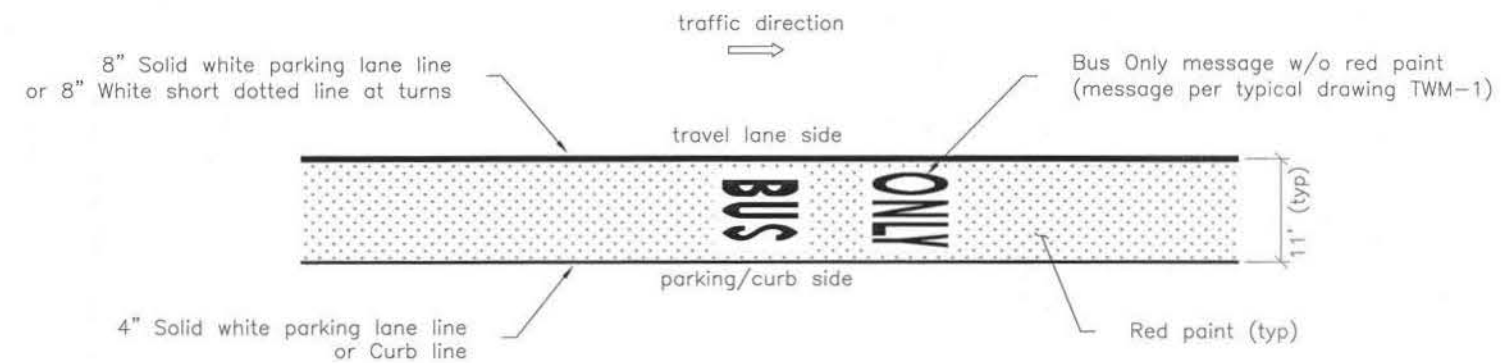 traffic direction
8" Solid white parking lane line
or 8" White short dotted line at turns
Bus Only message w/o red paint
(message per typical drawing TWM-1)
travel lane side
BUS
ONLY
11' (typ)
parking/curb side
4" Solid white parking lane line
or Curb line
Red paint (typ)